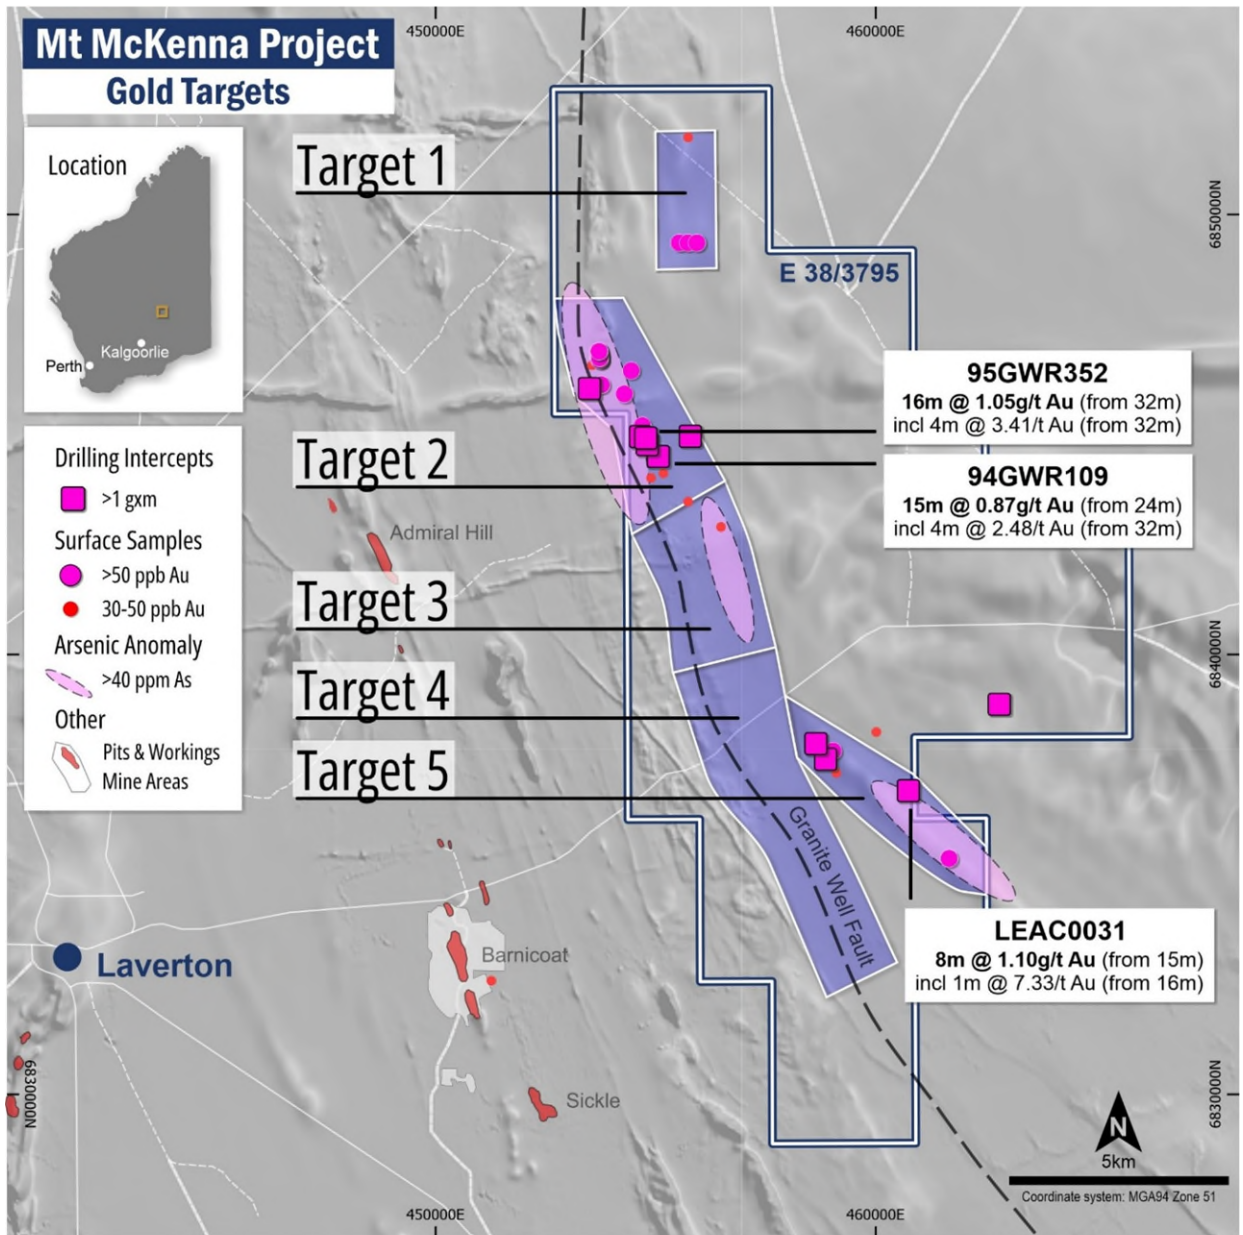 Mt McKenna Project
Gold Targets
450000E
460000E
Location
Kalgoorlie
Perth
Target 1
6850000N
E 38/3795
95GWR352
16m @ 1.05g/t Au (from 32m)
incl 4m @ 3.41/t Au (from 32m)
Drilling Intercepts
>1 gxm
Surface Samples
>50 ppb Au
30-50 ppb Au
Arsenic Anomaly
>40 ppm As
Other
Pits & Workings
Mine Areas
Target 2
94GWR109
15m @ 0.87g/t Au (from 24m)
incl 4m @ 2.48/t Au (from 32m)
Admiral Hill
Target 3
6840000N
Target 4
Target 5
Granite Well Fault
LEAC0031
8m @ 1.10g/t Au (from 15m)
incl 1m @ 7.33/t Au (from 16m)
Barnicoat
Laverton
6830000N
Sickle
6830000N
N
5km
Coordinate system: MGA94 Zone 51
450000E
460000E